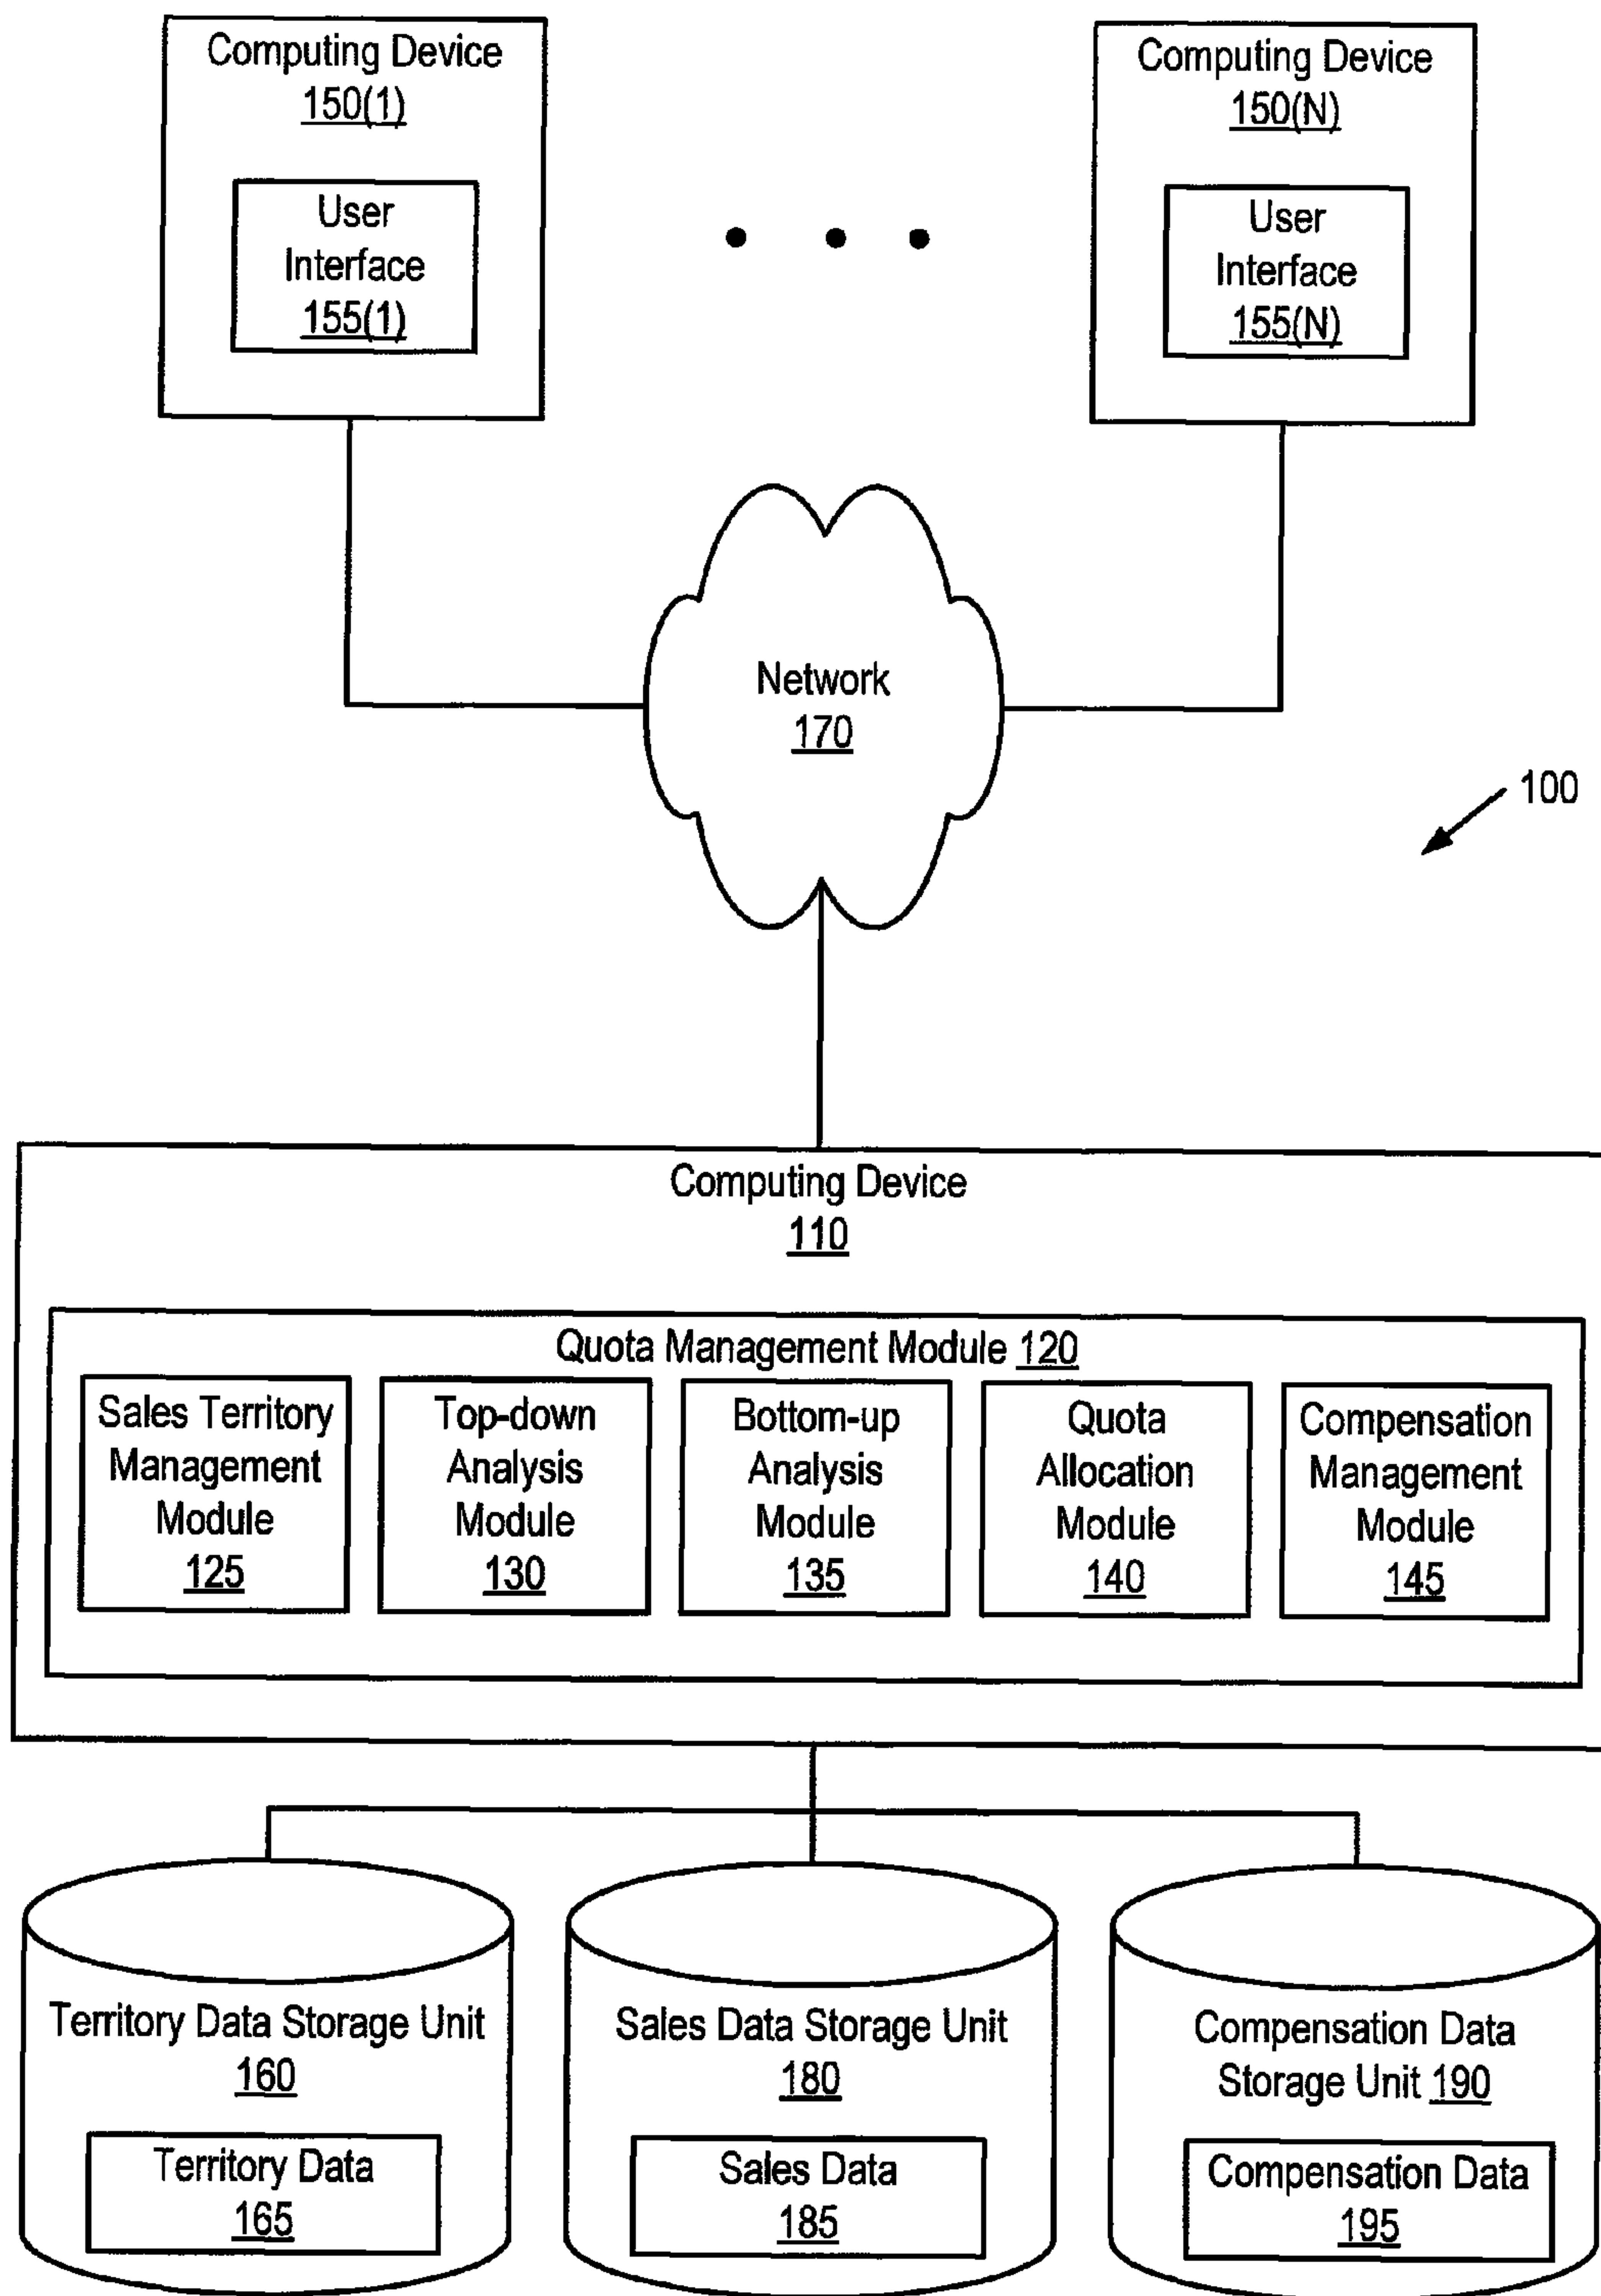 Computing Device
150(1)
User
Interface
155(1)
Computing Device
150(N)
User
Interface
155(N)
Network
170
100
Computing Device
110
Quota Management Module 120
Sales Territory
Management
Module
125
Top-down
Analysis
Module
130
Bottom-up
Analysis
Module
135
Quota
Allocation
Module
140
Compensation
Management
Module
145
Territory Data Storage Unit
160
Territory Data
165
Sales Data Storage Unit
180
Sales Data
185
Compensation Data
Storage Unit 190
Compensation Data
195